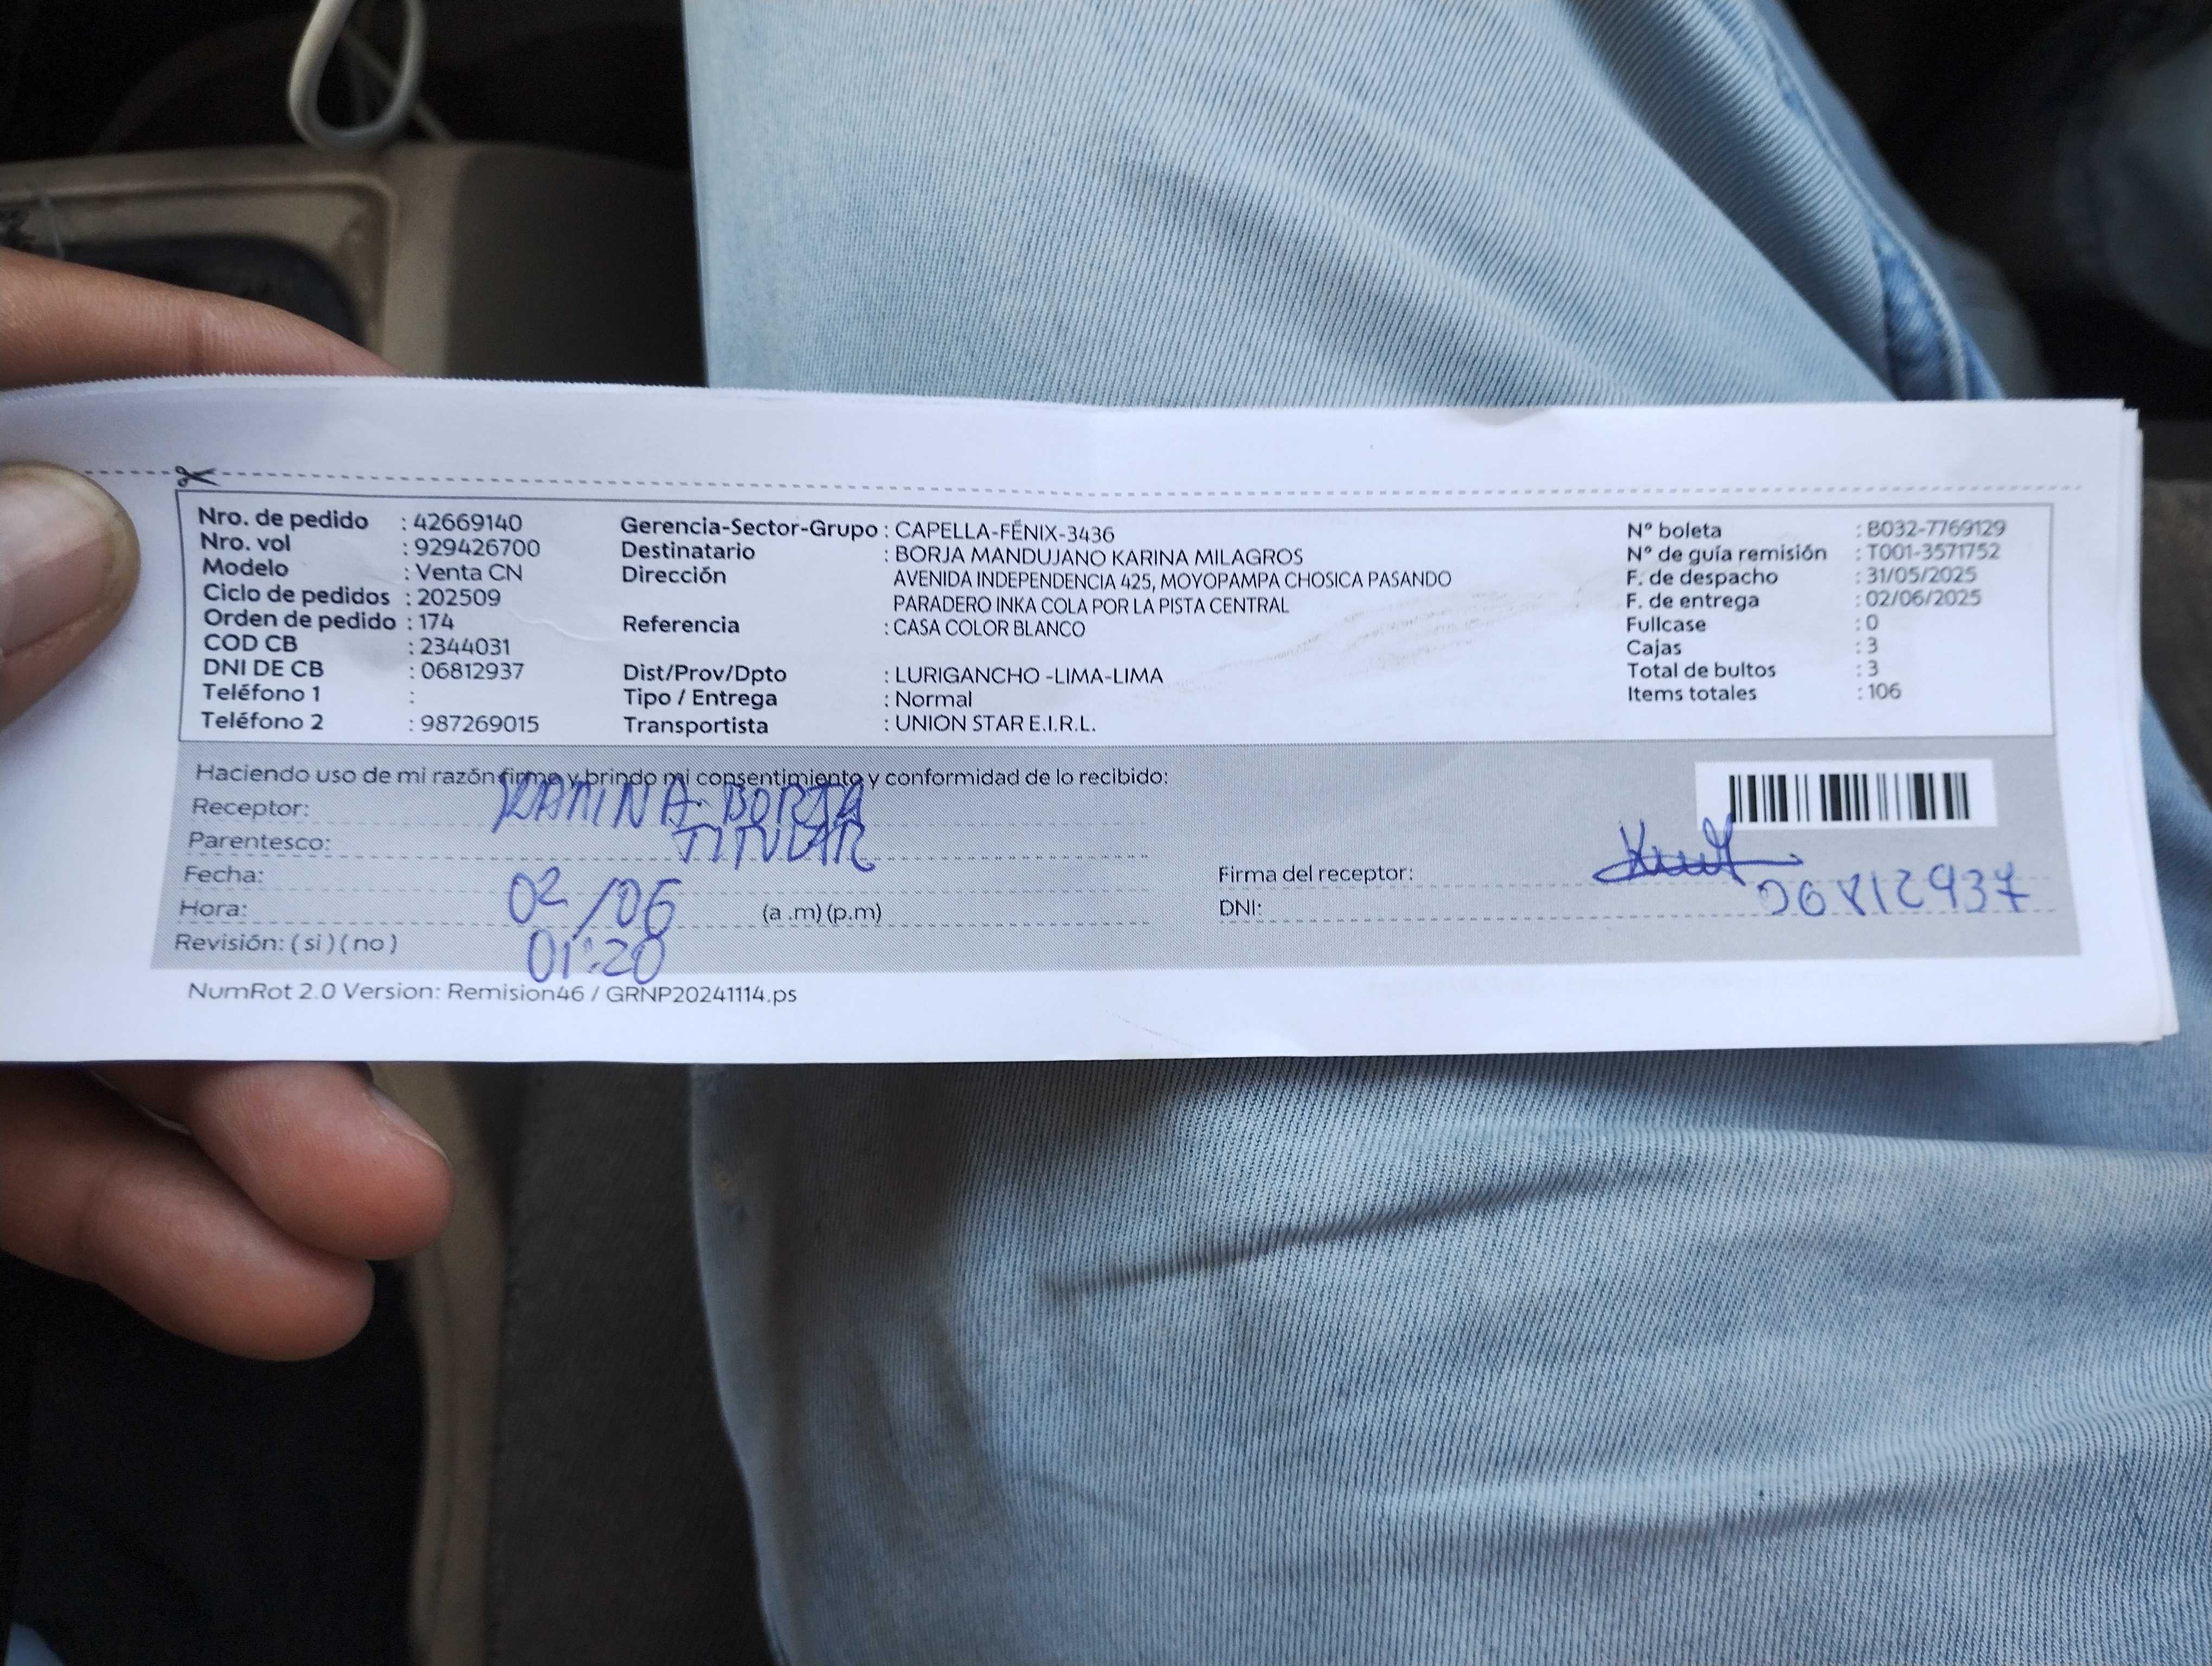 Nro. de pedido : 42669140
Nro. vol : 929426700
Modelo : Venta CN
Ciclo de pedidos : 202509
Orden de pedido : 174
COD CB : 2344031
DNI DE CB : 06812937
Teléfono 1 :
Teléfono 2 : 987269015
Gerencia-Sector-Grupo : CAPELLA-FÉNIX-3436
Destinatario : BORJA MANDUJANO KARINA MILAGROS
Dirección AVENIDA INDEPENDENCIA 425, MOYOPAMPA CHOSICA PASANDO
PARADERO INKA COLA POR LA PISTA CENTRAL
Referencia : CASA COLOR BLANCO
Dist/Prov/Dpto : LURIGANCHO -LIMA-LIMA
Tipo / Entrega : Normal
Transportista : UNION STAR E.I.R.L.
Nº boleta : B032-7769129
Nº de guía remisión : T001-3571752
F. de despacho : 31/05/2025
F. de entrega : 02/06/2025
Fullcase : 0
Cajas : 3
Total de bultos : 3
Items totales : 106
Haciendo uso de mi razón firmo y brindo mi consentimiento y conformidad de lo recibido:
Receptor: KARINA BORJA
Parentesco: TITULAR
Fecha: 02/06
Hora: 01:20 (a .m) (p.m)
Revisión: ( si ) ( no )
Firma del receptor:
DNI: 06812937
NumRot 2.0 Version: Remision46 / GRNP20241114.ps